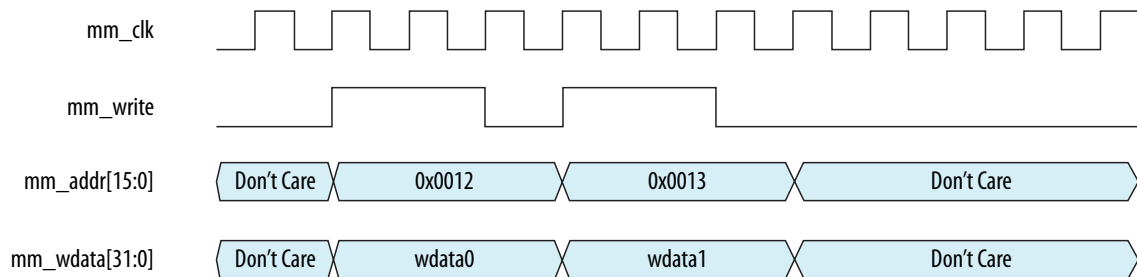 mm_clk
mm_write
mm_addr[15:0] Don't Care 0x0012 0x0013 Don't Care
mm_wdata[31:0] Don't Care wdata0 wdata1 Don't Care